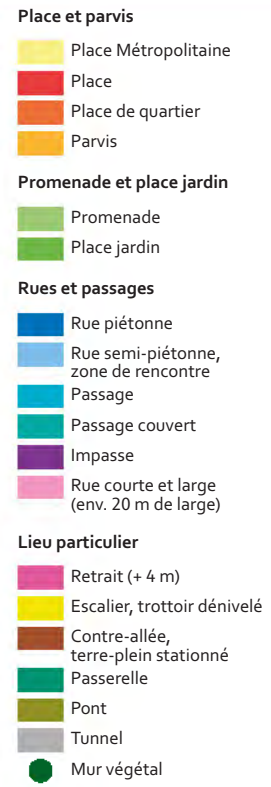 Place et parvis
Place Métropolitaine
Place
Place de quartier
Parvis
Promenade et place jardin
Promenade
Place jardin
Rues et passages
Rue piétonne
Rue semi-piétonne,
zone de rencontre
Passage
Passage couvert
Impasse
Rue courte et large
(env. 20 m de large)
Lieu particulier
Retrait (+ 4 m)
Escalier, trottoir dénivelé
Contre-allée,
terre-plein stationné
Passerelle
Pont
Tunnel
Mur végétal